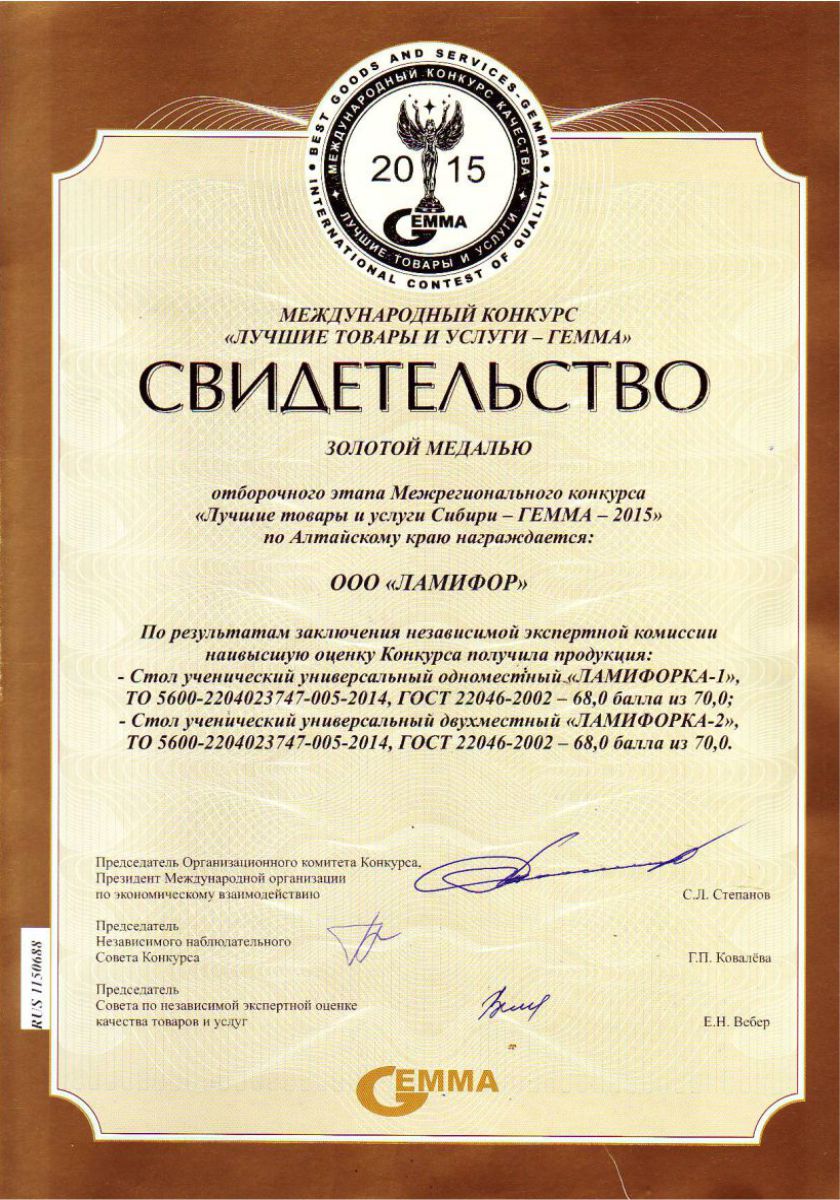 INTERNATIONAL CONTEST OF QUALITY • BEST GOODS AND SERVICES-GEMMA •
МЕЖДУНАРОДНЫЙ КОНКУРС КАЧЕСТВА
ЛУЧШИЕ ТОВАРЫ И УСЛУГИ
2015
GEMMA
МЕЖДУНАРОДНЫЙ КОНКУРС
«ЛУЧШИЕ ТОВАРЫ И УСЛУГИ – ГЕММА»
СВИДЕТЕЛЬСТВО
ЗОЛОТОЙ МЕДАЛЬЮ
отборочного этапа Межрегионального конкурса
«Лучшие товары и услуги Сибири – ГЕММА – 2015»
по Алтайскому краю награждается:
ООО «ЛАМИФОР»
По результатам заключения независимой экспертной комиссии
наивысшую оценку Конкурса получила продукция:
- Стол ученический универсальный одноместный «ЛАМИФОРКА-1»,
ТО 5600-2204023747-005-2014, ГОСТ 22046-2002 – 68,0 балла из 70,0;
- Стол ученический универсальный двухместный «ЛАМИФОРКА-2»,
ТО 5600-2204023747-005-2014, ГОСТ 22046-2002 – 68,0 балла из 70,0.
Председатель Организационного комитета Конкурса,
Президент Международной организации
по экономическому взаимодействию
С.Л. Степанов
Председатель
Независимого наблюдательного
Совета Конкурса
Г.П. Ковалёва
Председатель
Совета по независимой экспертной оценке
качества товаров и услуг
Е.Н. Вебер
RUS 1150688
GEMMA